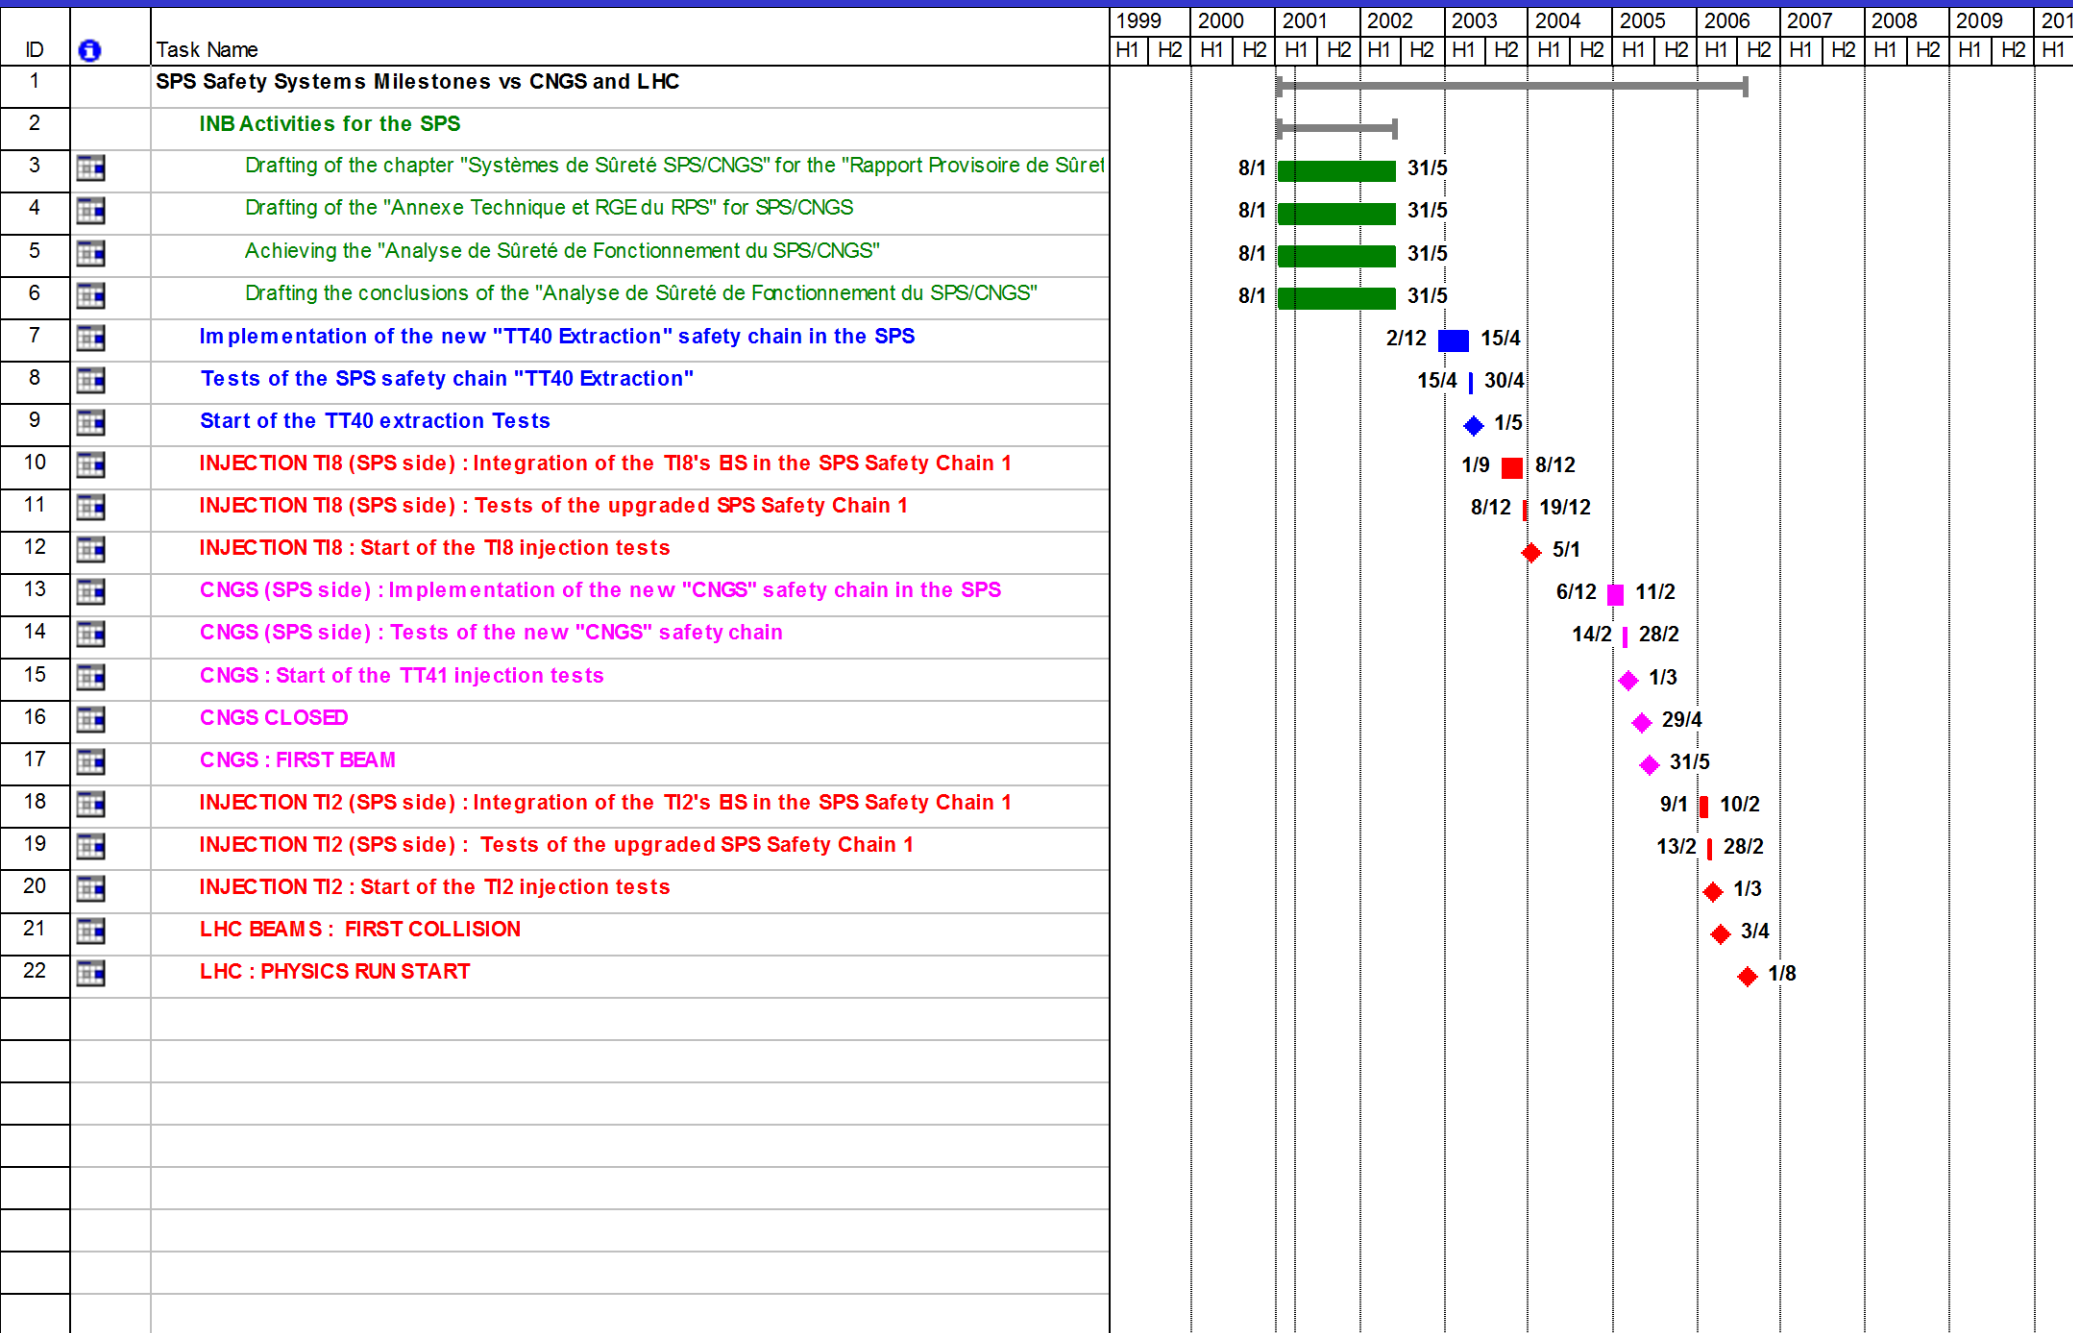 1999 2000 2001 2002 2003 2004 2005 2006 2007 2008 2009 201
ID i Task Name H1 H2 H1 H2 H1 H2 H1 H2 H1 H2 H1 H2 H1 H2 H1 H2 H1 H2 H1 H2 H1 H2 H1
1 SPS Safety Systems Milestones vs CNGS and LHC
2 INB Activities for the SPS
3 Drafting of the chapter "Systèmes de Sûreté SPS/CNGS" for the "Rapport Provisoire de Sûret 8/1 31/5
4 Drafting of the "Annexe Technique et RGE du RPS" for SPS/CNGS 8/1 31/5
5 Achieving the "Analyse de Sûreté de Fonctionnement du SPS/CNGS" 8/1 31/5
6 Drafting the conclusions of the "Analyse de Sûreté de Fonctionnement du SPS/CNGS" 8/1 31/5
7 Implementation of the new "TT40 Extraction" safety chain in the SPS 2/12 15/4
8 Tests of the SPS safety chain "TT40 Extraction" 15/4 30/4
9 Start of the TT40 extraction Tests 1/5
10 INJECTION TI8 (SPS side) : Integration of the TI8's EIS in the SPS Safety Chain 1 1/9 8/12
11 INJECTION TI8 (SPS side) : Tests of the upgraded SPS Safety Chain 1 8/12 19/12
12 INJECTION TI8 : Start of the TI8 injection tests 5/1
13 CNGS (SPS side) : Implementation of the new "CNGS" safety chain in the SPS 6/12 11/2
14 CNGS (SPS side) : Tests of the new "CNGS" safety chain 14/2 28/2
15 CNGS : Start of the TT41 injection tests 1/3
16 CNGS CLOSED 29/4
17 CNGS : FIRST BEAM 31/5
18 INJECTION TI2 (SPS side) : Integration of the TI2's EIS in the SPS Safety Chain 1 9/1 10/2
19 INJECTION TI2 (SPS side) : Tests of the upgraded SPS Safety Chain 1 13/2 28/2
20 INJECTION TI2 : Start of the TI2 injection tests 1/3
21 LHC BEAMS : FIRST COLLISION 3/4
22 LHC : PHYSICS RUN START 1/8